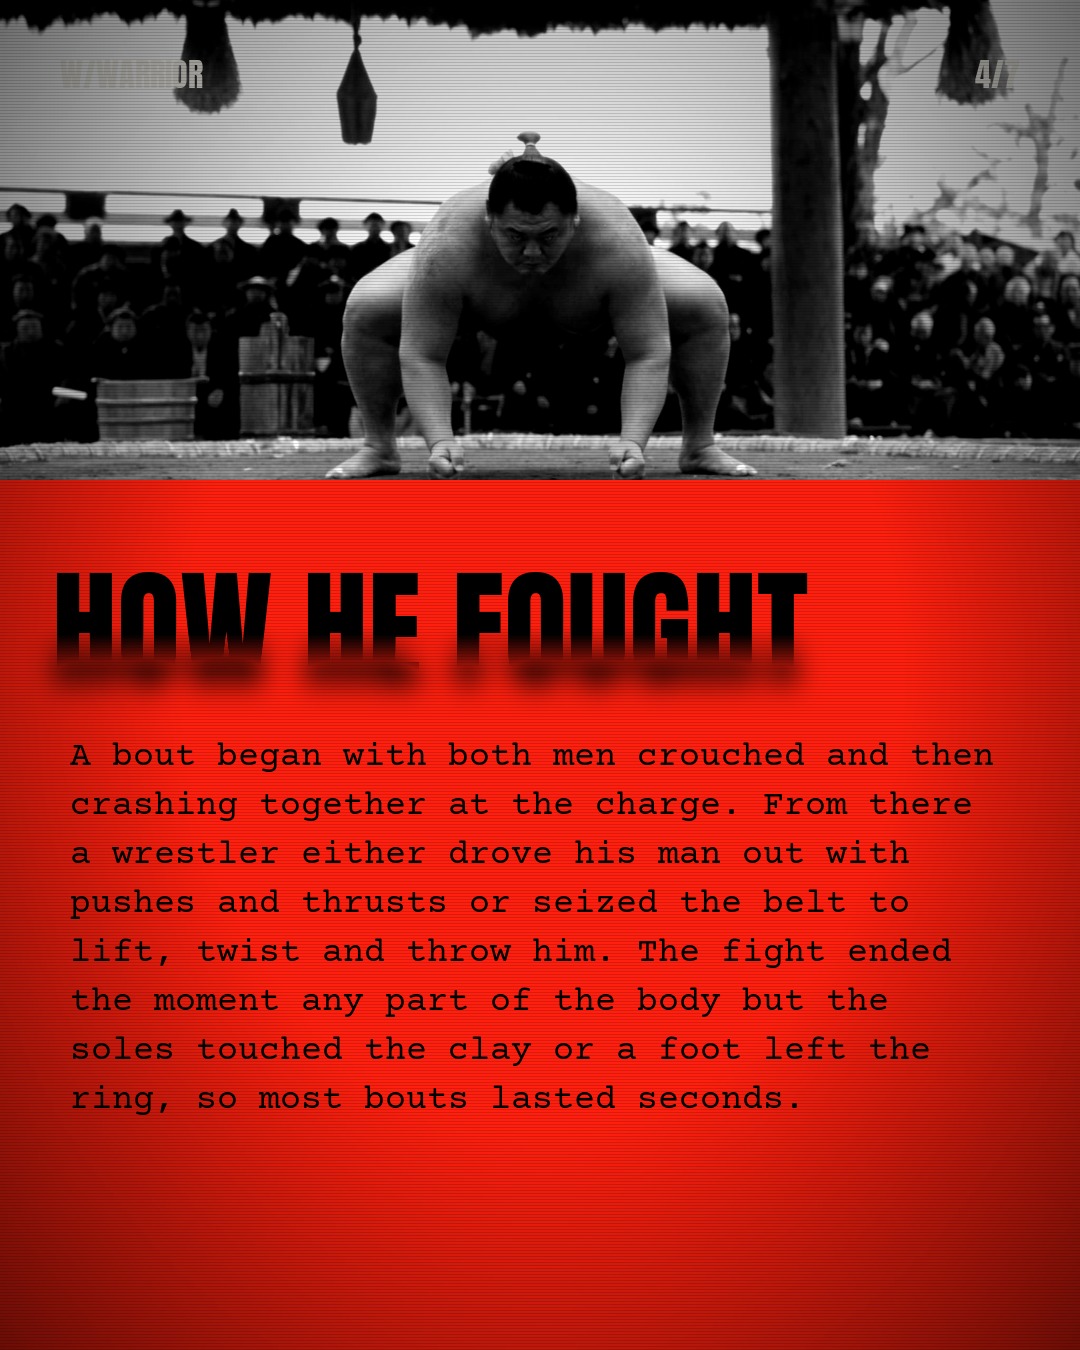 W/WARRIOR
HOW HE FOUGHT
A bout began with both men crouched and then
crashing together at the charge. From there
a wrestler either drove his man out with
pushes and thrusts or seized the belt to
lift, twist and throw him. The fight ended
the moment any part of the body but the
soles touched the clay or a foot left the
ring, so most bouts lasted seconds.